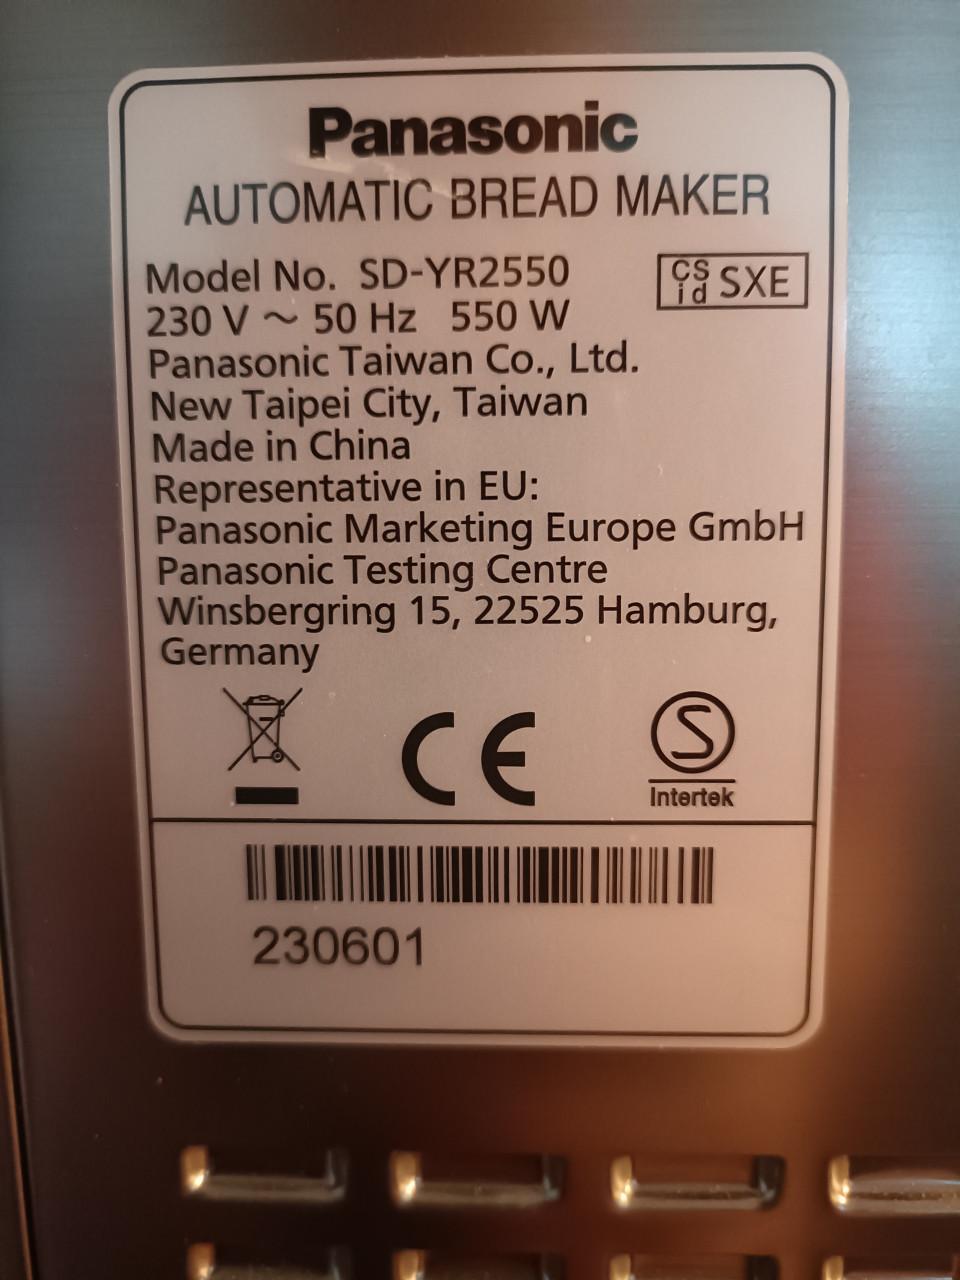 Panasonic
AUTOMATIC BREAD MAKER
Model No. SD-YR2550
CS
id SXE
230 V ~ 50 Hz 550 W
Panasonic Taiwan Co., Ltd.
New Taipei City, Taiwan
Made in China
Representative in EU:
Panasonic Marketing Europe GmbH
Panasonic Testing Centre
Winsbergring 15, 22525 Hamburg,
Germany
CE
S
Intertek
230601